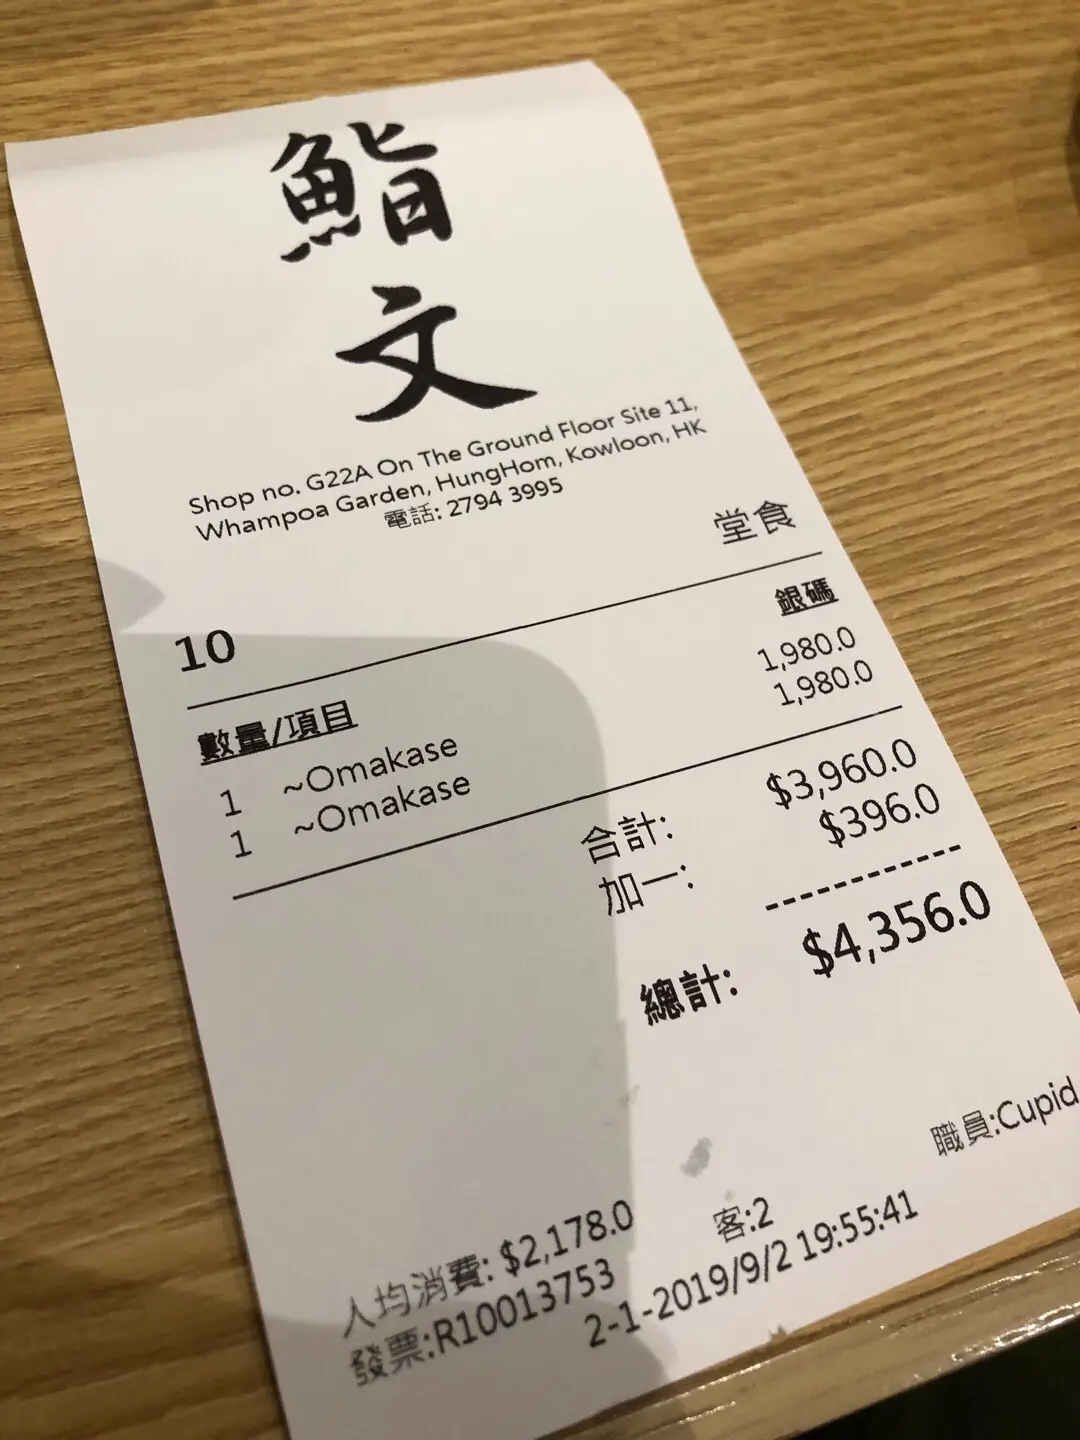 鮨
文
Shop no. G22A On The Ground Floor Site 11,
Whampoa Garden, HungHom, Kowloon, HK
電話: 2794 3995
堂食
10
數量/項目 銀碼
1 ~Omakase 1,980.0
1 ~Omakase 1,980.0
合計: $3,960.0
加一: $396.0
----------
總計: $4,356.0
職員:Cupid
人均消費: $2,178.0 客:2
發票:R10013753
2-1-2019/9/2 19:55:41